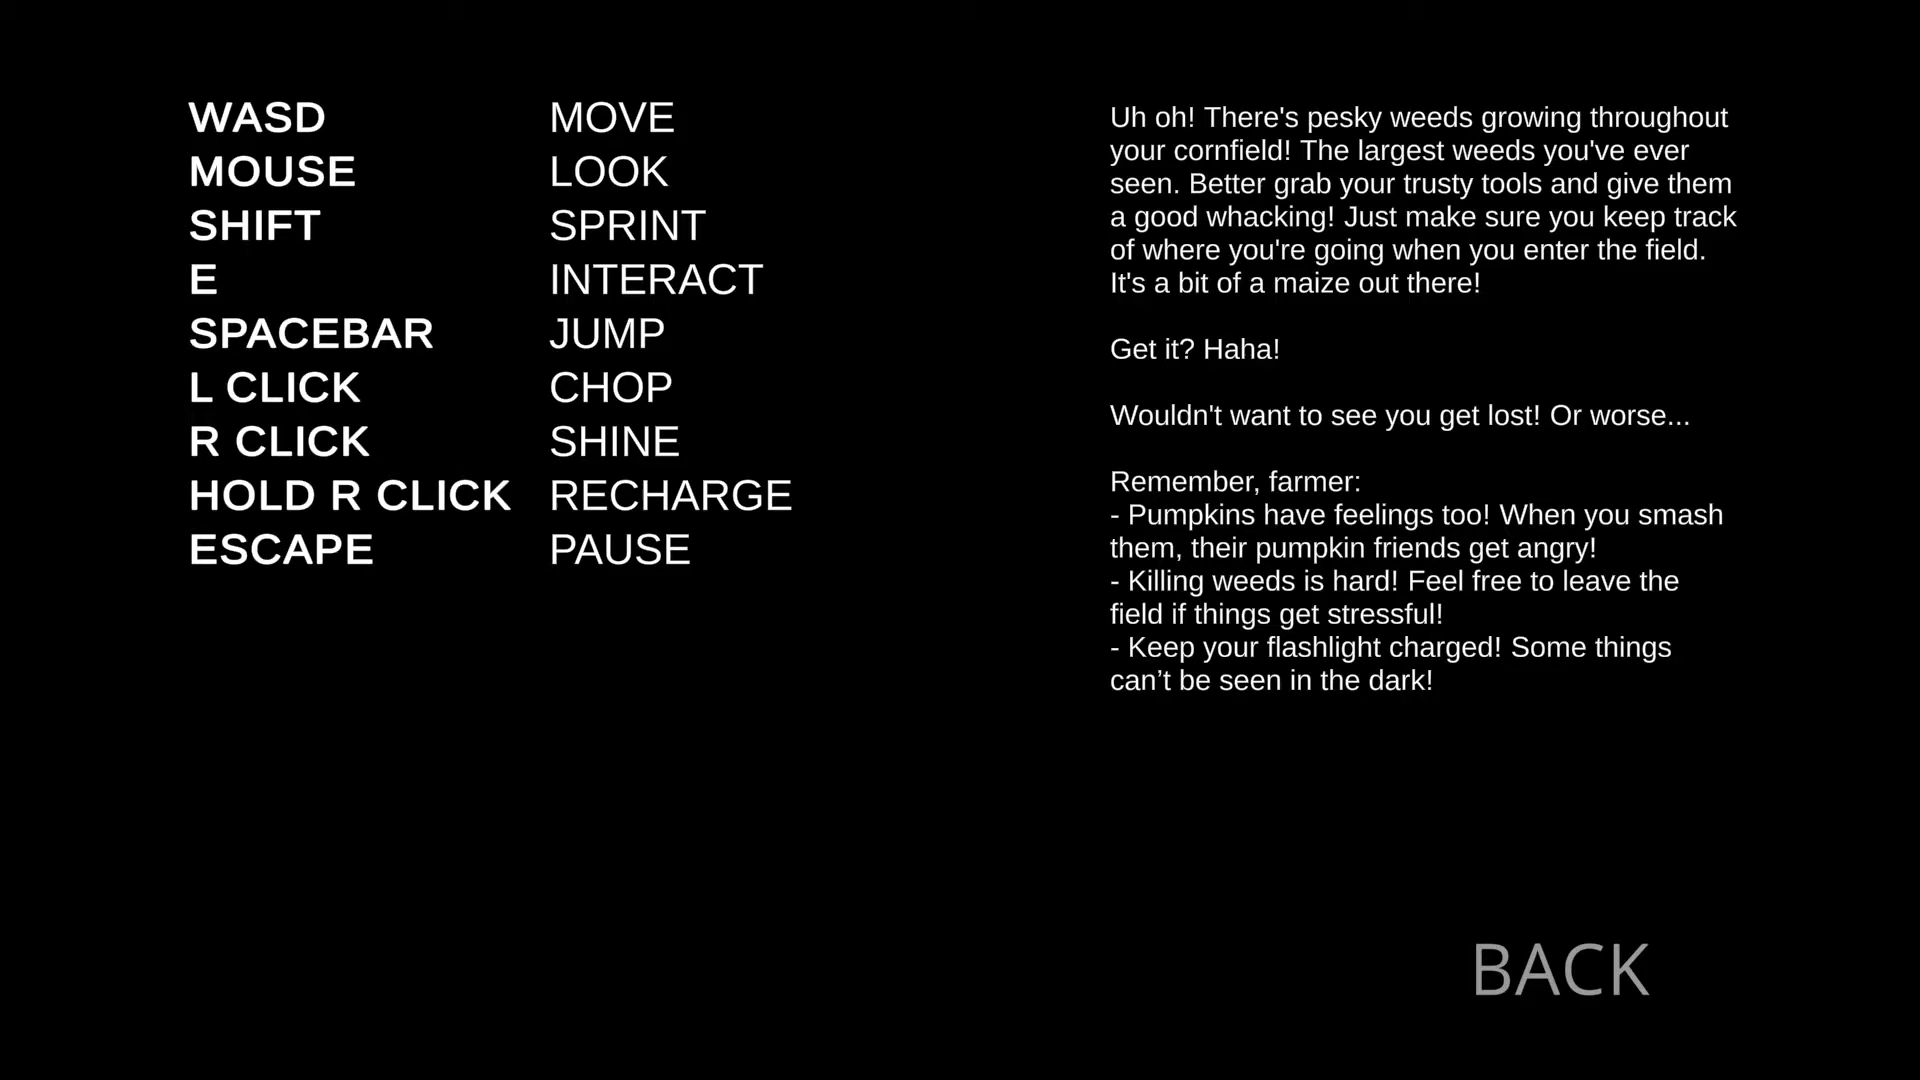 WASD MOVE
MOUSE LOOK
SHIFT SPRINT
E INTERACT
SPACEBAR JUMP
L CLICK CHOP
R CLICK SHINE
HOLD R CLICK RECHARGE
ESCAPE PAUSE
Uh oh! There's pesky weeds growing throughout
your cornfield! The largest weeds you've ever
seen. Better grab your trusty tools and give them
a good whacking! Just make sure you keep track
of where you're going when you enter the field.
It's a bit of a maize out there!
Get it? Haha!
Wouldn't want to see you get lost! Or worse...
Remember, farmer:
- Pumpkins have feelings too! When you smash
them, their pumpkin friends get angry!
- Killing weeds is hard! Feel free to leave the
field if things get stressful!
- Keep your flashlight charged! Some things
can’t be seen in the dark!
BACK